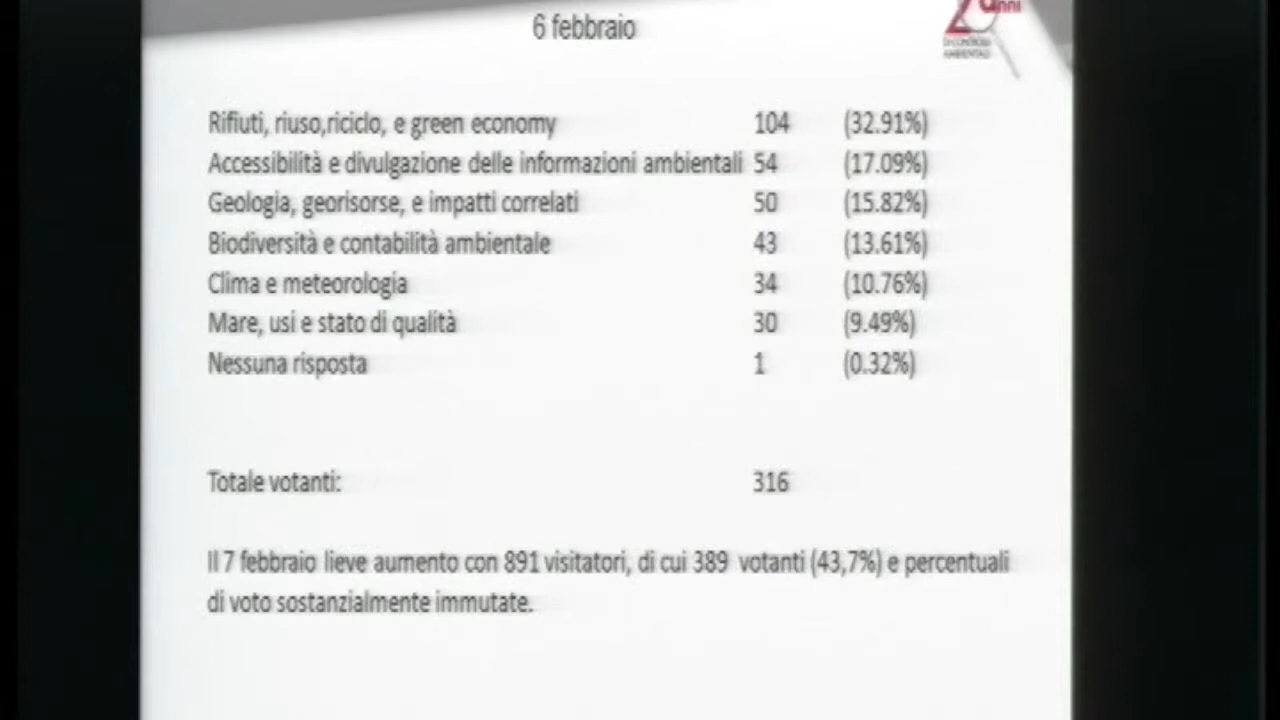 6 febbraio
anni
Rifiuti, riuso,riciclo, e green economy 104 (32.91%)
Accessibilità e divulgazione delle informazioni ambientali 54 (17.09%)
Geologia, georisorse, e impatti correlati 50 (15.82%)
Biodiversità e contabilità ambientale 43 (13.61%)
Clima e meteorologia 34 (10.76%)
Mare, usi e stato di qualità 30 (9.49%)
Nessuna risposta 1 (0.32%)
Totale votanti: 316
Il 7 febbraio lieve aumento con 891 visitatori, di cui 389 votanti (43,7%) e percentuali
di voto sostanzialmente immutate.